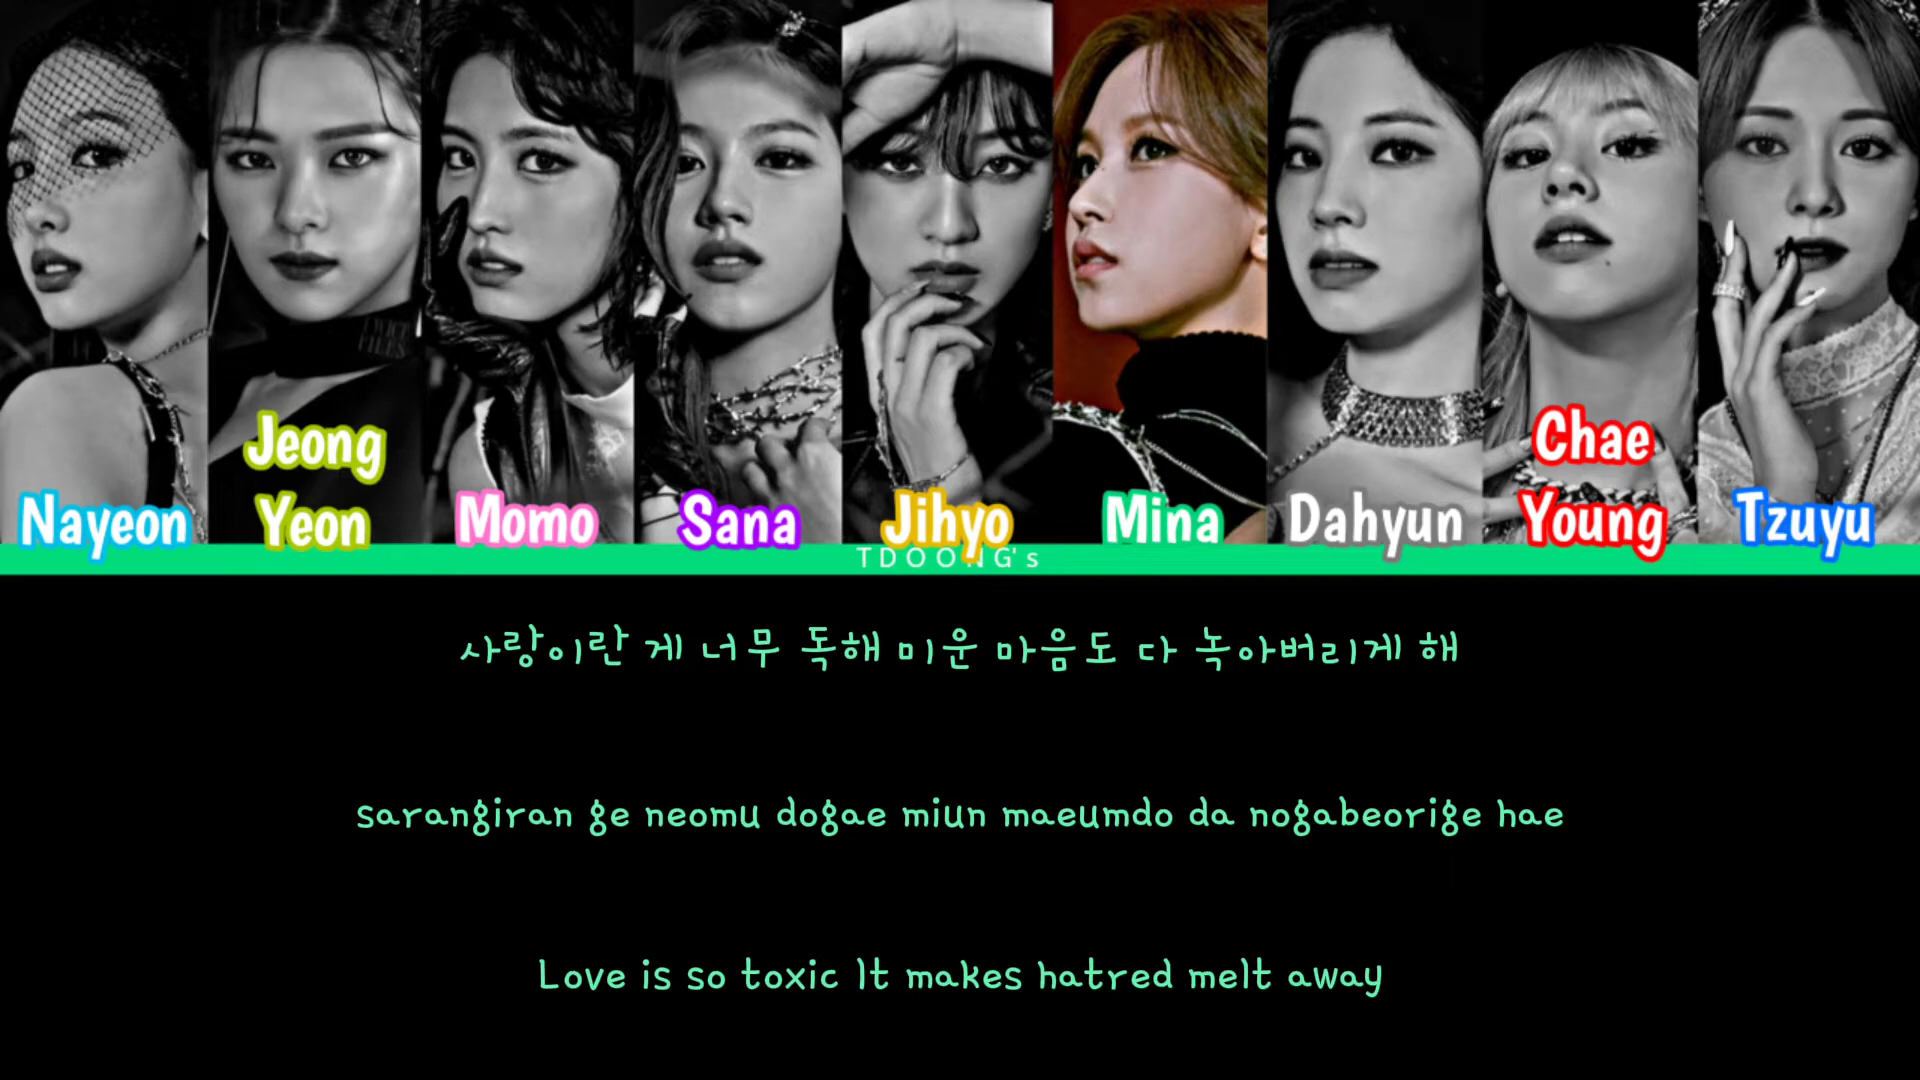 Jeong
Chae
Nayeon Yeon Momo Sana Jihyo Mina Dahyun Young Tzuyu
TDOONG's
사랑이란 게 너무 독해 미운 마음도 다 녹아버리게 해
sarangiran ge neomu dogae miun maeumdo da nogabeorige hae
Love is so toxic It makes hatred melt away